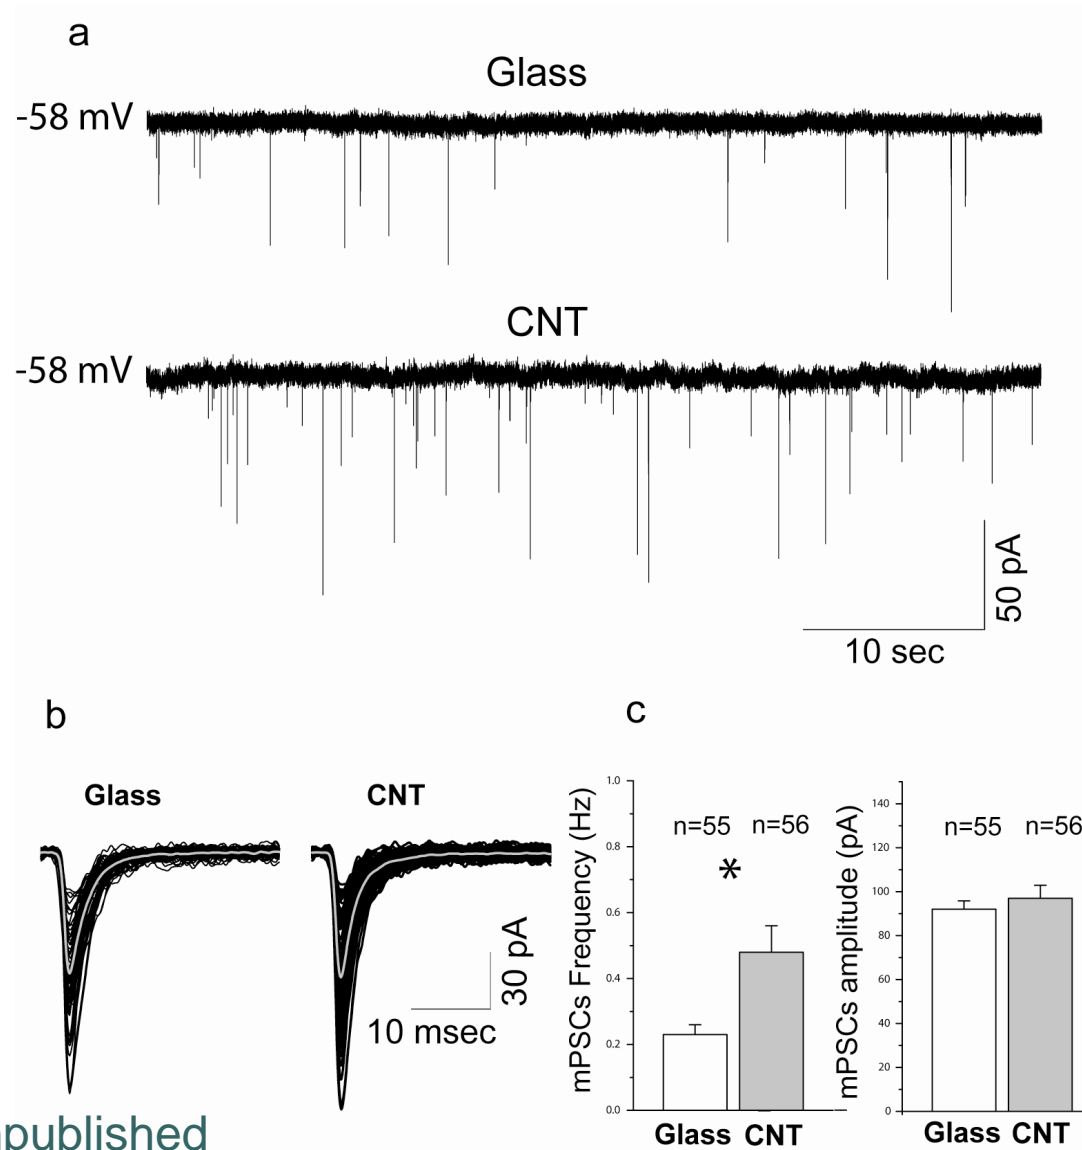 a
Glass
-58 mV
CNT
-58 mV
50 pA
10 sec
b
Glass
CNT
30 pA
10 msec
c
mPSCs Frequency (Hz)
1.0
0.8
0.6
0.4
0.2
0.0
n=55
n=56
*
Glass
CNT
mPSCs amplitude (pA)
140
120
100
80
60
40
20
0
n=55
n=56
Glass
CNT
published